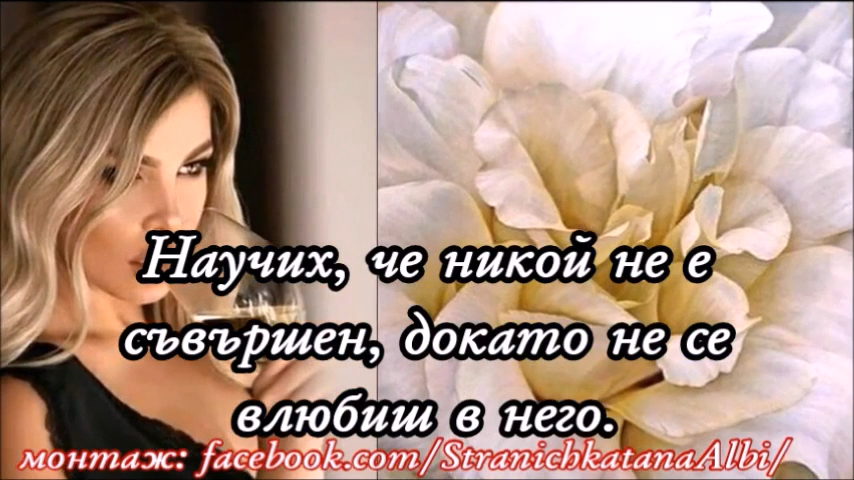 Научих, че никой не е
съвършен, докато не се
влюбиш в него.
монтаж: facebook.com/StranichkatanaAlbi/